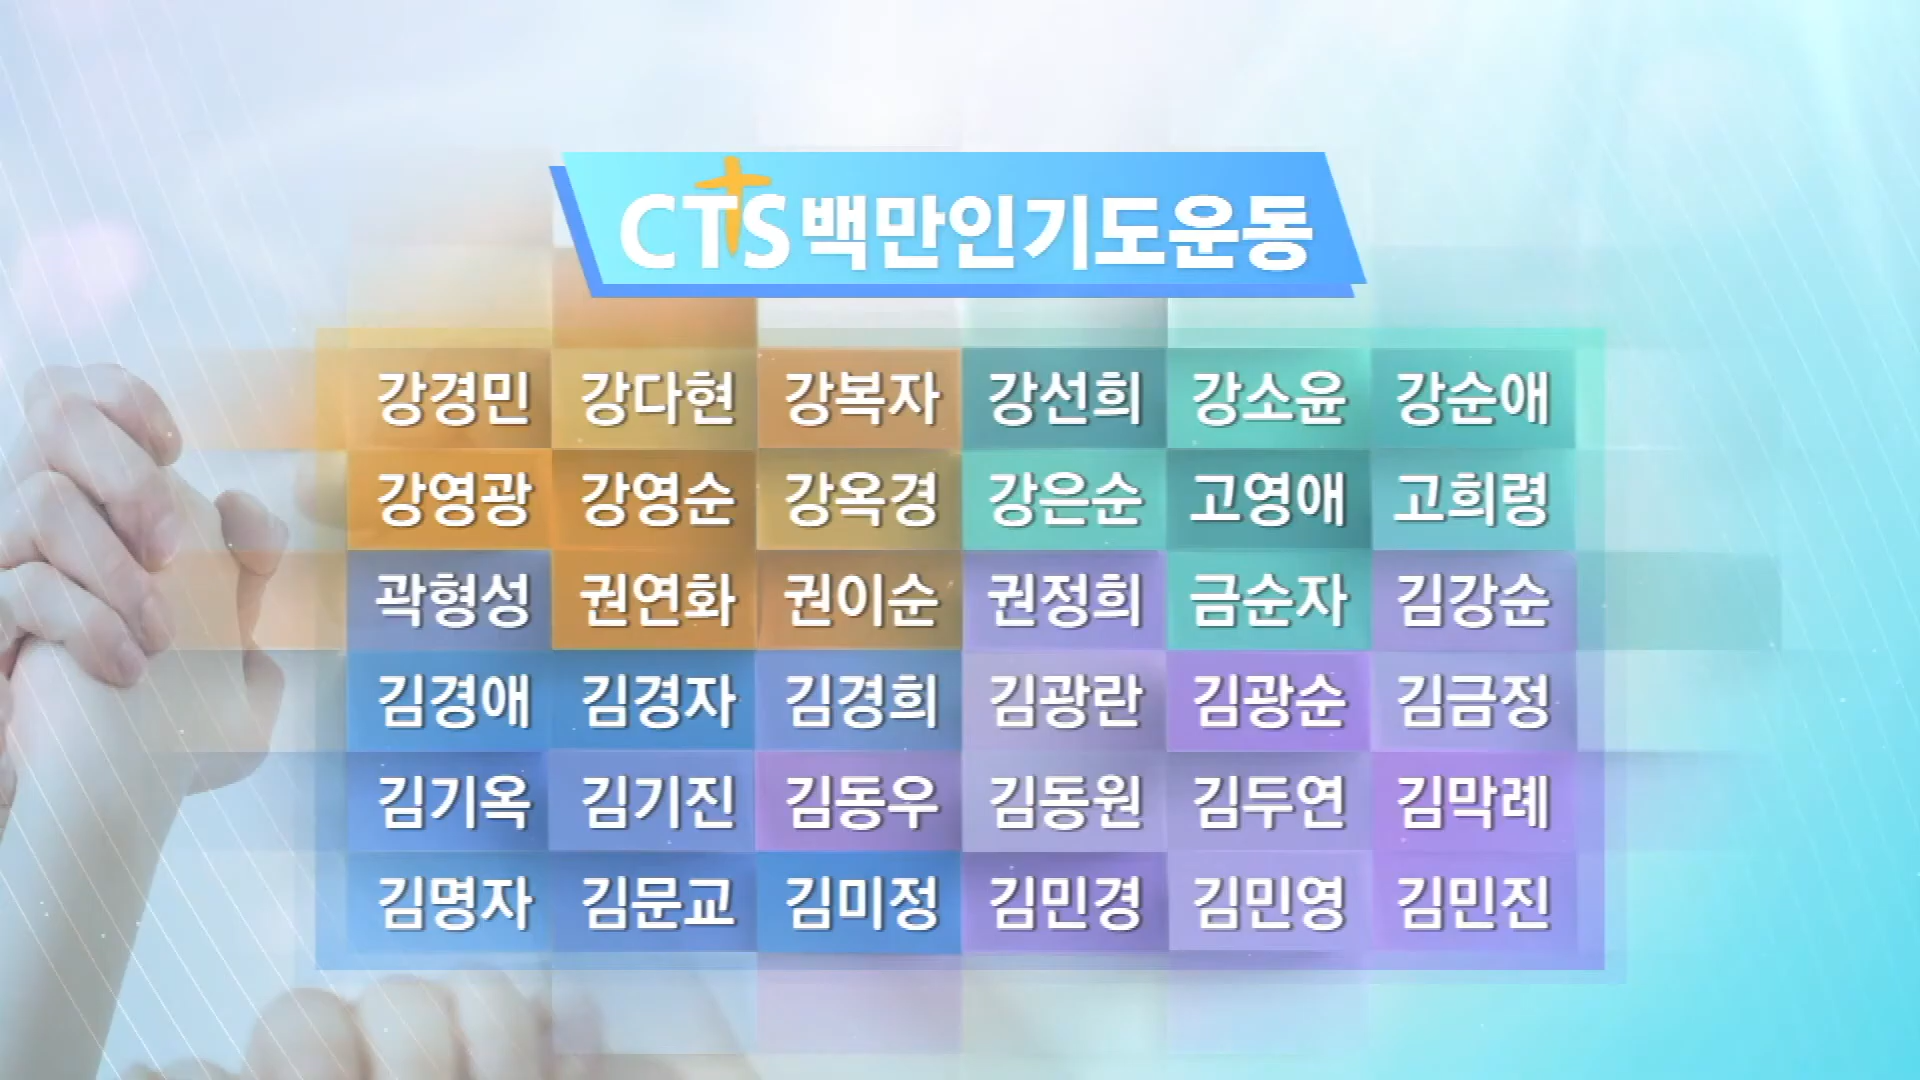 CTS백만인기도운동
강경민 강다현 강복자 강선희 강소윤 강순애
강영광 강영순 강옥경 강은순 고영애 고희령
곽형성 권연화 권이순 권정희 금순자 김강순
김경애 김경자 김경희 김광란 김광순 김금정
김기옥 김기진 김동우 김동원 김두연 김막례
김명자 김문교 김미정 김민경 김민영 김민진